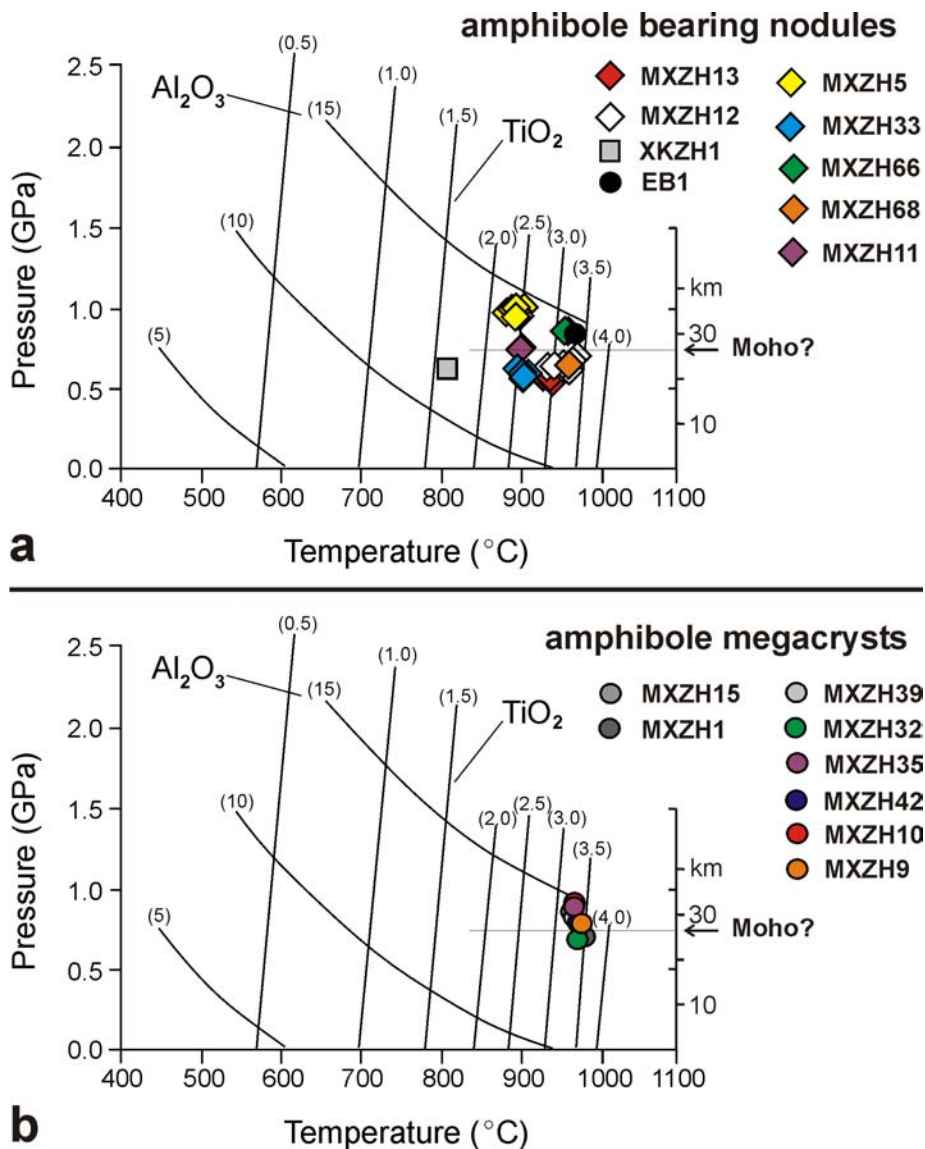 amphibole bearing nodules
(0.5)
2.5
Al₂O₃
(15)
(1.0)
(1.5)
TiO₂
MXZH13
MXZH12
XKZH1
EB1
MXZH5
MXZH33
MXZH66
MXZH68
MXZH11
2.0
1.5
1.0
0.5
0.0
Pressure (GPa)
(10)
(5)
(2.0)
(2.5)
(3.0)
(3.5)
(4.0)
km
30
Moho?
10
400 500 600 700 800 900 1000 1100
a
Temperature (°C)
amphibole megacrysts
(0.5)
2.5
Al₂O₃
(15)
(1.0)
(1.5)
TiO₂
MXZH15
MXZH1
MXZH39
MXZH32
MXZH35
MXZH42
MXZH10
MXZH9
2.0
1.5
1.0
0.5
0.0
Pressure (GPa)
(10)
(5)
(2.0)
(2.5)
(3.0)
(3.5)
(4.0)
km
30
Moho?
10
400 500 600 700 800 900 1000 1100
b
Temperature (°C)